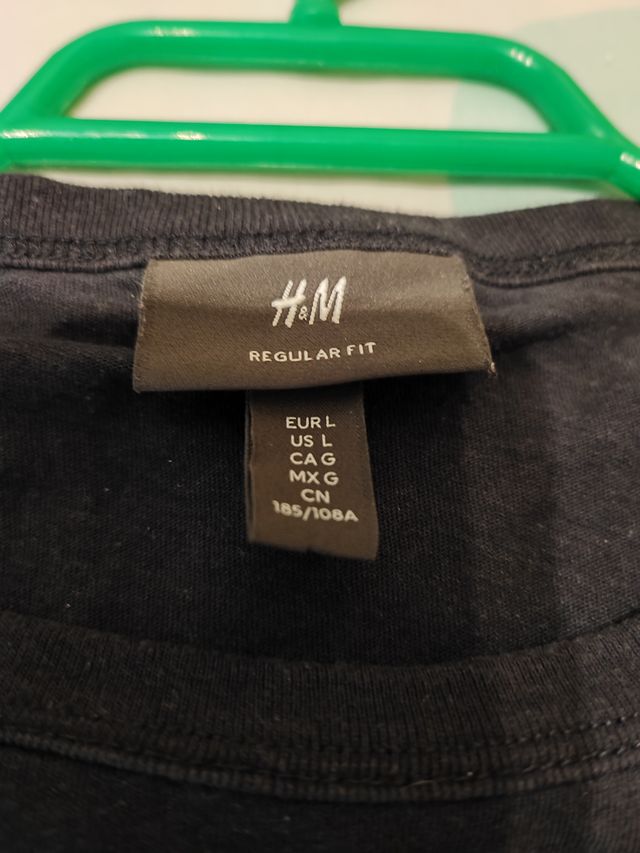 H&M
REGULAR FIT
EUR L
US L
CA G
MX G
CN
185/108A